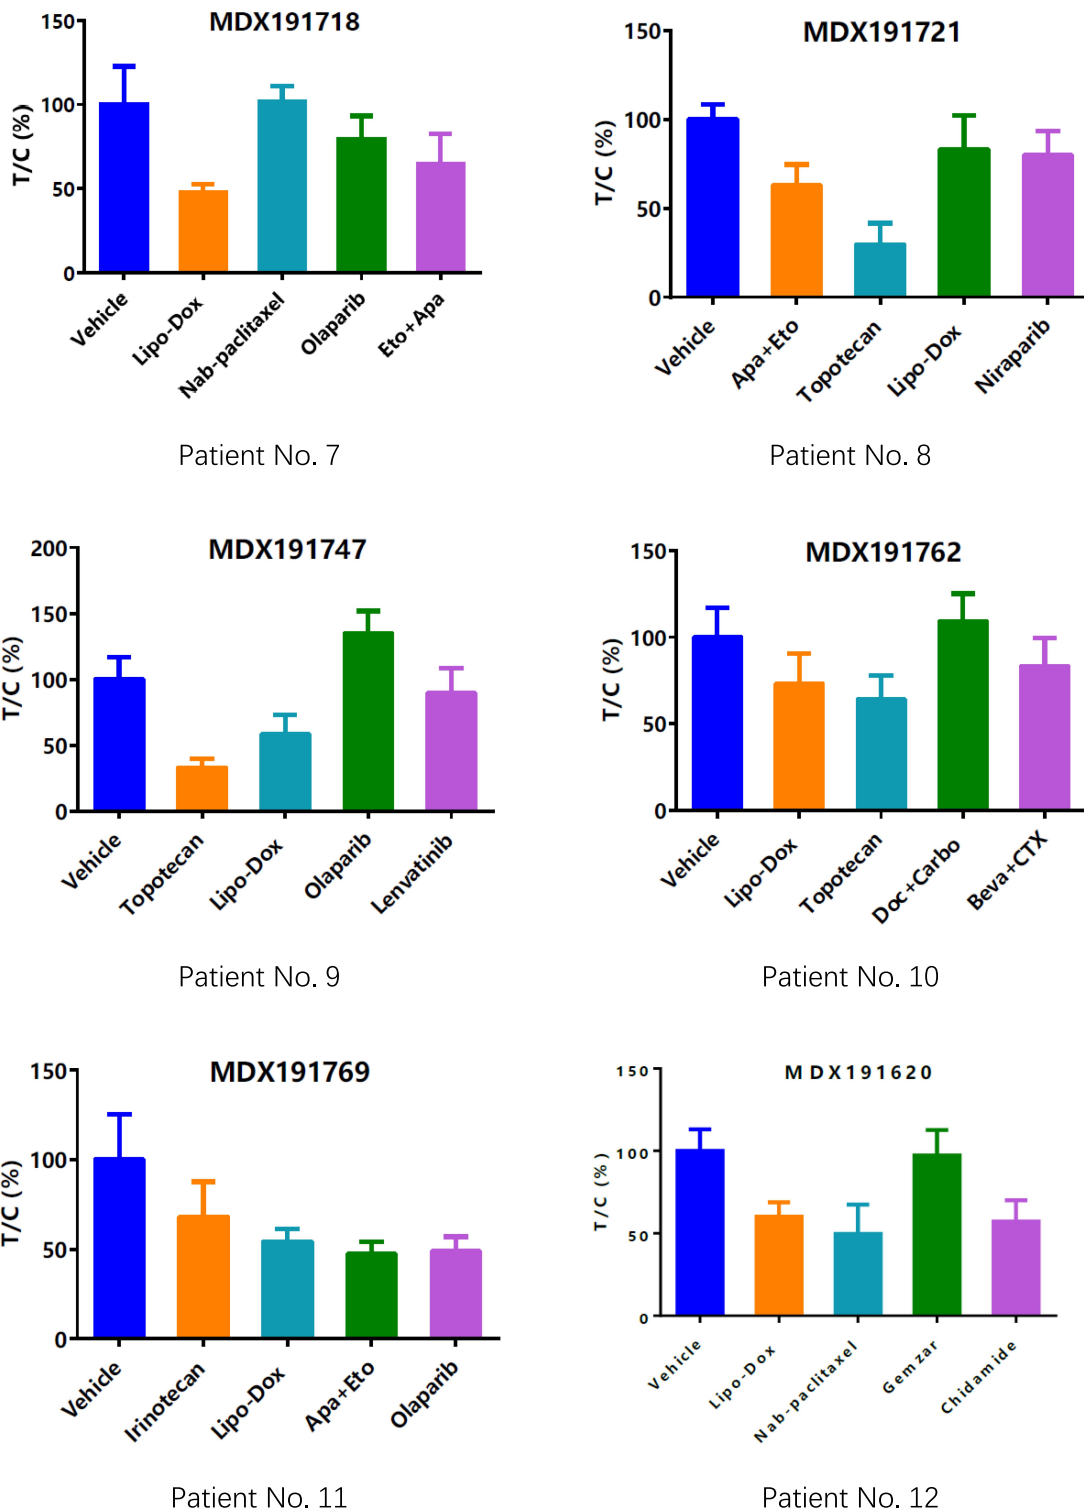 MDX191718
T/C (%)
150
100
50
0
Vehicle
Lipo-Dox
Nab-paclitaxel
Olaparib
Eto+Apa
Patient No. 7
MDX191721
T/C (%)
150
100
50
0
Vehicle
Apa+Eto
Topotecan
Lipo-Dox
Niraparib
Patient No. 8
MDX191747
T/C (%)
200
150
100
50
0
Vehicle
Topotecan
Lipo-Dox
Olaparib
Lenvatinib
Patient No. 9
MDX191762
T/C (%)
150
100
50
0
Vehicle
Lipo-Dox
Topotecan
Doc+Carbo
Beva+CTX
Patient No. 10
MDX191769
T/C (%)
150
100
50
0
Vehicle
Irinotecan
Lipo-Dox
Apa+Eto
Olaparib
Patient No. 11
MDX191620
T/C (%)
150
100
50
0
Vehicle
Lipo-Dox
Nab-paclitaxel
Gemzar
Chidamide
Patient No. 12